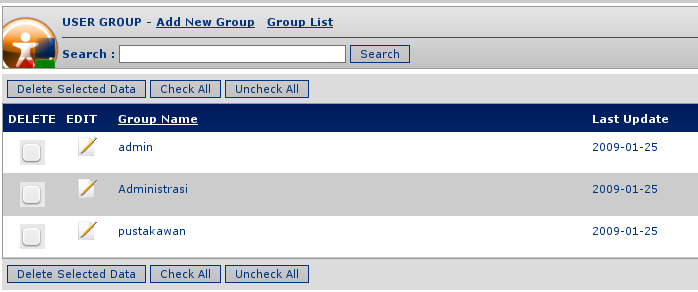 USER GROUP - Add New Group Group List
Search : Search
Delete Selected Data Check All Uncheck All
DELETE EDIT Group Name Last Update
admin 2009-01-25
Administrasi 2009-01-25
pustakawan 2009-01-25
Delete Selected Data Check All Uncheck All